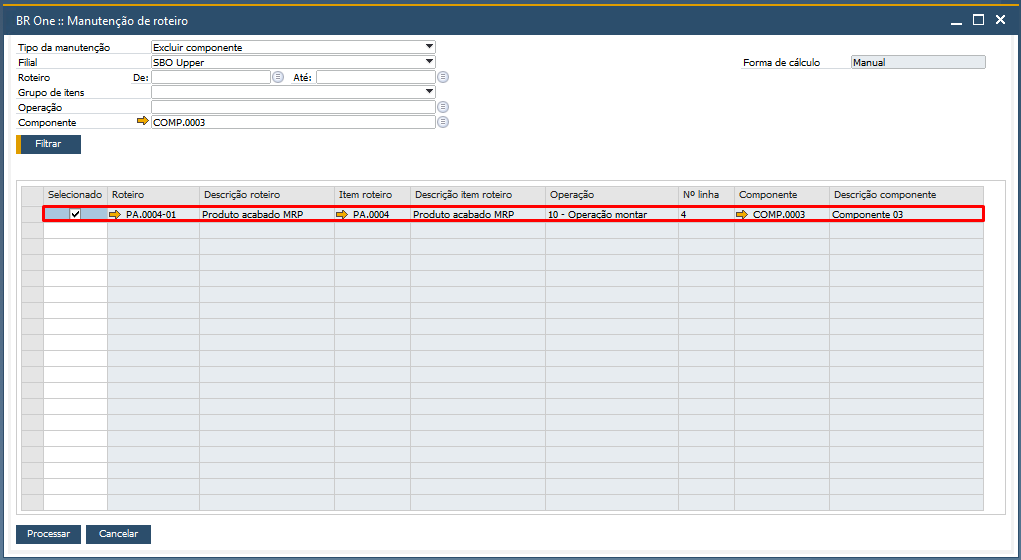 BR One :: Manutenção de roteiro
Tipo da manutenção Excluir componente
Filial SBO Upper Forma de cálculo Manual
Roteiro De: Até:
Grupo de itens
Operação
Componente COMP.0003
Filtrar
Selecionado Roteiro Descrição roteiro Item roteiro Descrição item roteiro Operação Nº linha Componente Descrição componente
PA.0004-01 Produto acabado MRP PA.0004 Produto acabado MRP 10 - Operação montar 4 COMP.0003 Componente 03
Processar Cancelar